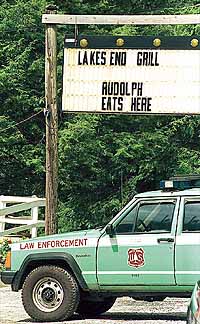 LAKES END GRILL
RUDOLPH
EATS HERE
LAW ENFORCEMENT
U S